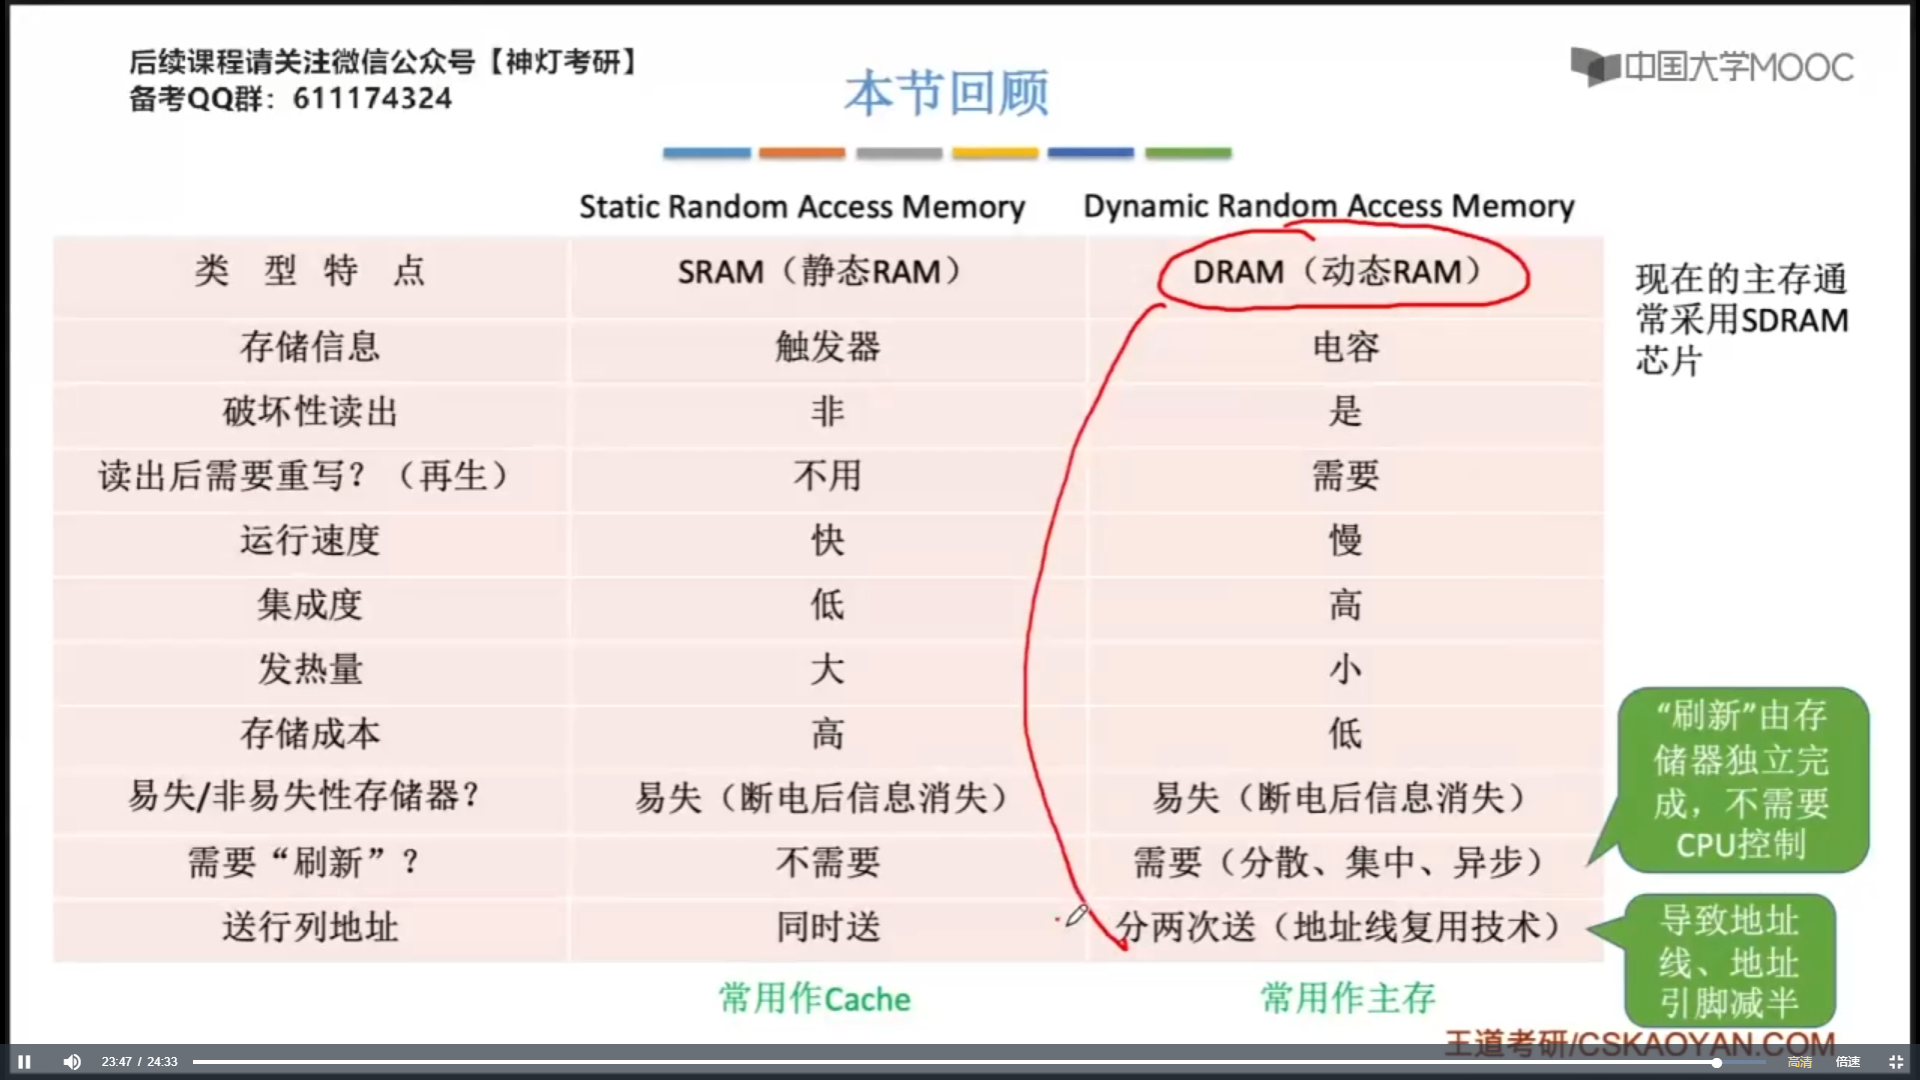 后续课程请关注微信公众号【神灯考研】
备考QQ群：611174324
中国大学MOOC
本节回顾
Static Random Access Memory
Dynamic Random Access Memory
类 型 特 点 SRAM（静态RAM） DRAM（动态RAM）
存储信息 触发器 电容
破坏性读出 非 是
读出后需要重写？（再生） 不用 需要
运行速度 快 慢
集成度 低 高
发热量 大 小
存储成本 高 低
易失/非易失性存储器？ 易失（断电后信息消失） 易失（断电后信息消失）
需要“刷新”？ 不需要 需要（分散、集中、异步）
送行列地址 同时送 分两次送（地址线复用技术）
常用作Cache 常用作主存
现在的主存通
常采用SDRAM
芯片
“刷新”由存
储器独立完
成，不需要
CPU控制
导致地址
线、地址
引脚减半
王道考研/CSKAOYAN.COM
23:47 / 24:33
高清 倍速